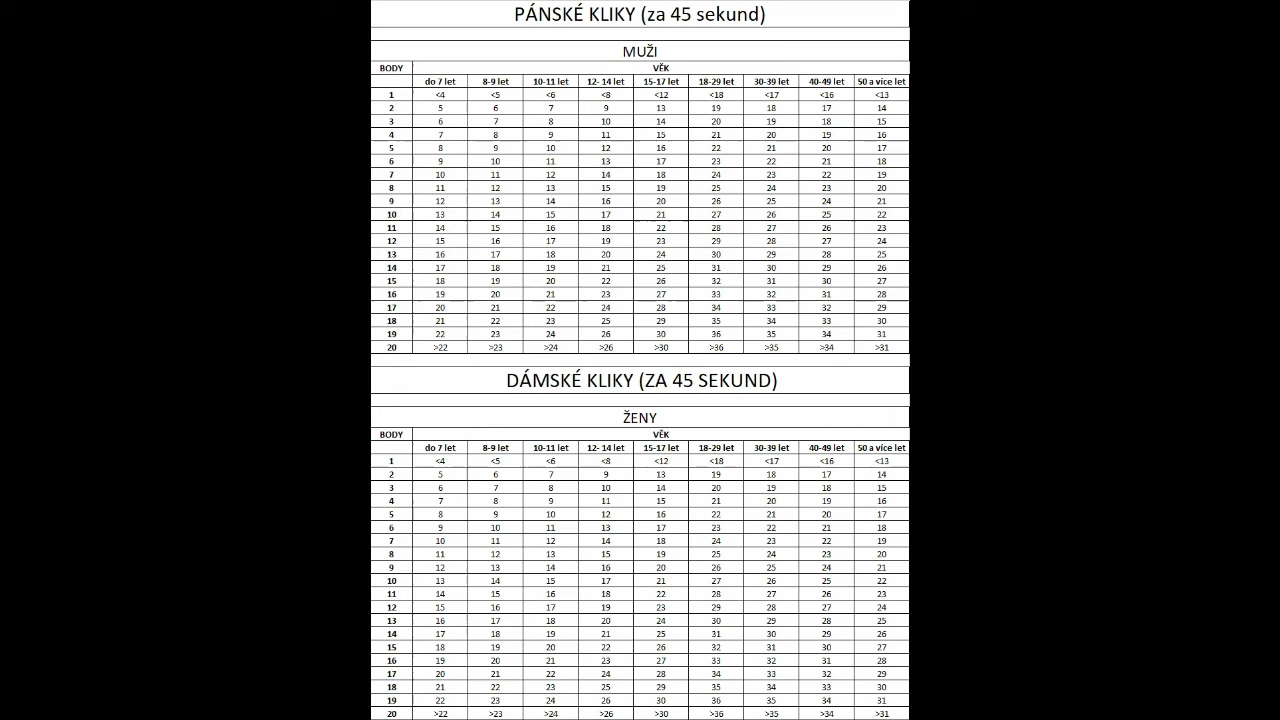 PÁNSKÉ KLIKY (za 45 sekund)
MUŽI
BODY VĚK
do 7 let 8-9 let 10-11 let 12- 14 let 15-17 let 18-29 let 30-39 let 40-49 let 50 a více let
1 <4 <5 <6 <8 <12 <18 <17 <16 <13
2 5 6 7 9 13 19 18 17 14
3 6 7 8 10 14 20 19 18 15
4 7 8 9 11 15 21 20 19 16
5 8 9 10 12 16 22 21 20 17
6 9 10 11 13 17 23 22 21 18
7 10 11 12 14 18 24 23 22 19
8 11 12 13 15 19 25 24 23 20
9 12 13 14 16 20 26 25 24 21
10 13 14 15 17 21 27 26 25 22
11 14 15 16 18 22 28 27 26 23
12 15 16 17 19 23 29 28 27 24
13 16 17 18 20 24 30 29 28 25
14 17 18 19 21 25 31 30 29 26
15 18 19 20 22 26 32 31 30 27
16 19 20 21 23 27 33 32 31 28
17 20 21 22 24 28 34 33 32 29
18 21 22 23 25 29 35 34 33 30
19 22 23 24 26 30 36 35 34 31
20 >22 >23 >24 >26 >30 >36 >35 >34 >31
DÁMSKÉ KLIKY (ZA 45 SEKUND)
ŽENY
BODY VĚK
do 7 let 8-9 let 10-11 let 12- 14 let 15-17 let 18-29 let 30-39 let 40-49 let 50 a více let
1 <4 <5 <6 <8 <12 <18 <17 <16 <13
2 5 6 7 9 13 19 18 17 14
3 6 7 8 10 14 20 19 18 15
4 7 8 9 11 15 21 20 19 16
5 8 9 10 12 16 22 21 20 17
6 9 10 11 13 17 23 22 21 18
7 10 11 12 14 18 24 23 22 19
8 11 12 13 15 19 25 24 23 20
9 12 13 14 16 20 26 25 24 21
10 13 14 15 17 21 27 26 25 22
11 14 15 16 18 22 28 27 26 23
12 15 16 17 19 23 29 28 27 24
13 16 17 18 20 24 30 29 28 25
14 17 18 19 21 25 31 30 29 26
15 18 19 20 22 26 32 31 30 27
16 19 20 21 23 27 33 32 31 28
17 20 21 22 24 28 34 33 32 29
18 21 22 23 25 29 35 34 33 30
19 22 23 24 26 30 36 35 34 31
20 >22 >23 >24 >26 >30 >36 >35 >34 >31